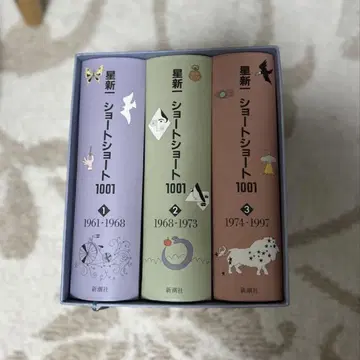 星新一
ショートショート
1001
1
1961-1968
新潮社
星新一
ショートショート
1001
2
1968-1973
新潮社
星新一
ショートショート
1001
3
1974-1997
新潮社